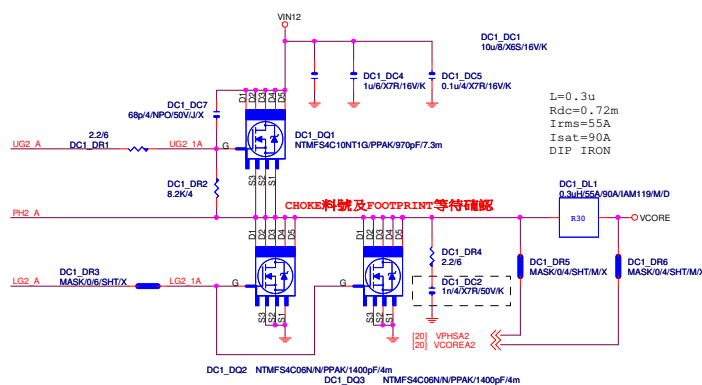 VIN12
DC1_DC1
10u/8/X6S/16V/K
DC1_DC4
1u/6/X7R/16V/K
DC1_DC5
0.1u/4/X7R/16V/K
L=0.3u
Rdc=0.72m
Irms=55A
Isat=90A
DIP IRON
DC1_DC7
68p/4/NPO/50V/J/X
D1
D2
D3
D4
D5
G
S3
S2
S1
DC1_DQ1
NTMFS4C10NT1G/PPAK/970pF/7.3m
UG2_A
2.2/6
DC1_DR1
UG2_1A
DC1_DR2
8.2K/4
CHOKE料號及FOOTPRINT等待確認
PH2_A
DC1_DL1
0.3uH/55A/90A/IAM119/M/D
R30
VCORE
D1
D2
D3
D4
D5
G
S3
S2
S1
D1
D2
D3
D4
D5
G
S3
S2
S1
DC1_DR4
2.2/6
DC1_DC2
1n/4/X7R/50V/K
DC1_DR5
MASK/0/4/SHT/M/X
DC1_DR6
MASK/0/4/SHT/M/X
LG2_A
DC1_DR3
MASK/0/6/SHT/X
LG2_1A
[20] VPHSA2
[20] VCOREA2
DC1_DQ2 NTMFS4C06N/N/PPAK/1400pF/4m
DC1_DQ3 NTMFS4C06N/N/PPAK/1400pF/4m